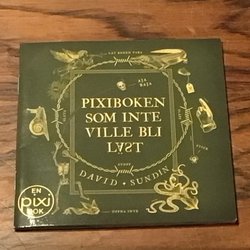 PIXIBOKEN
SOM INTE
VILLE BLI
LÄST
DAVID SUNDIN
EN
pixi
BOK